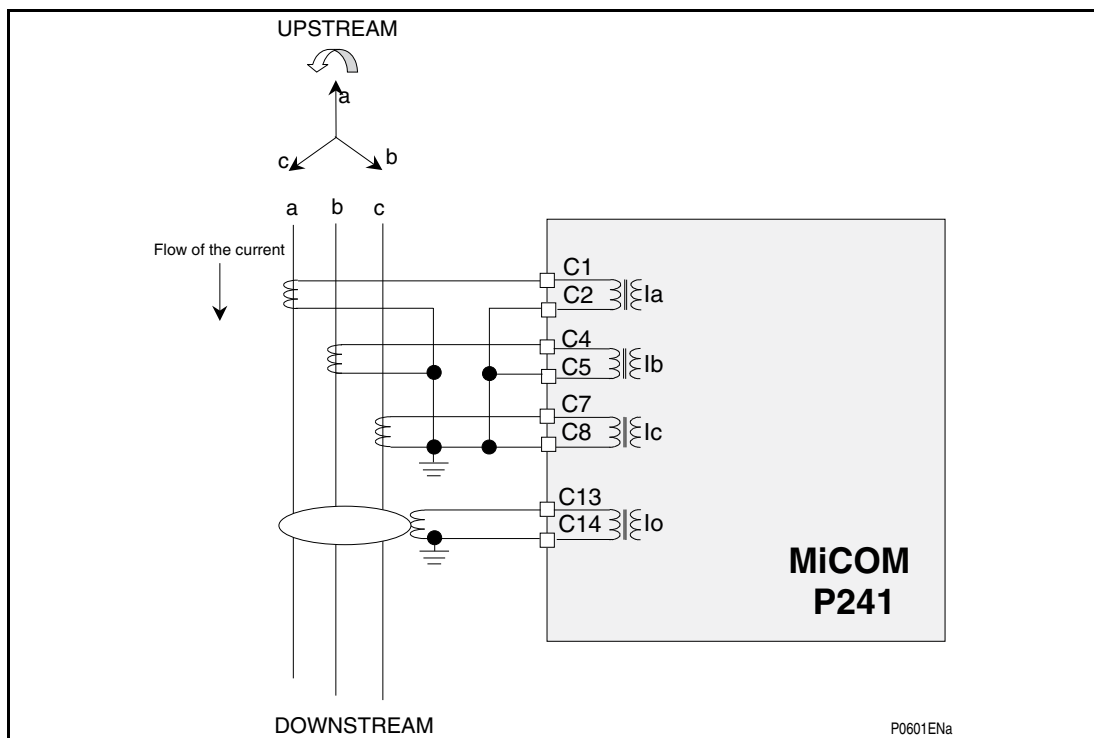 UPSTREAM
a
c
b
a b c
Flow of the current
C1
C2
Ia
C4
C5
Ib
C7
C8
Ic
C13
C14
Io
MiCOM
P241
DOWNSTREAM
P0601ENa